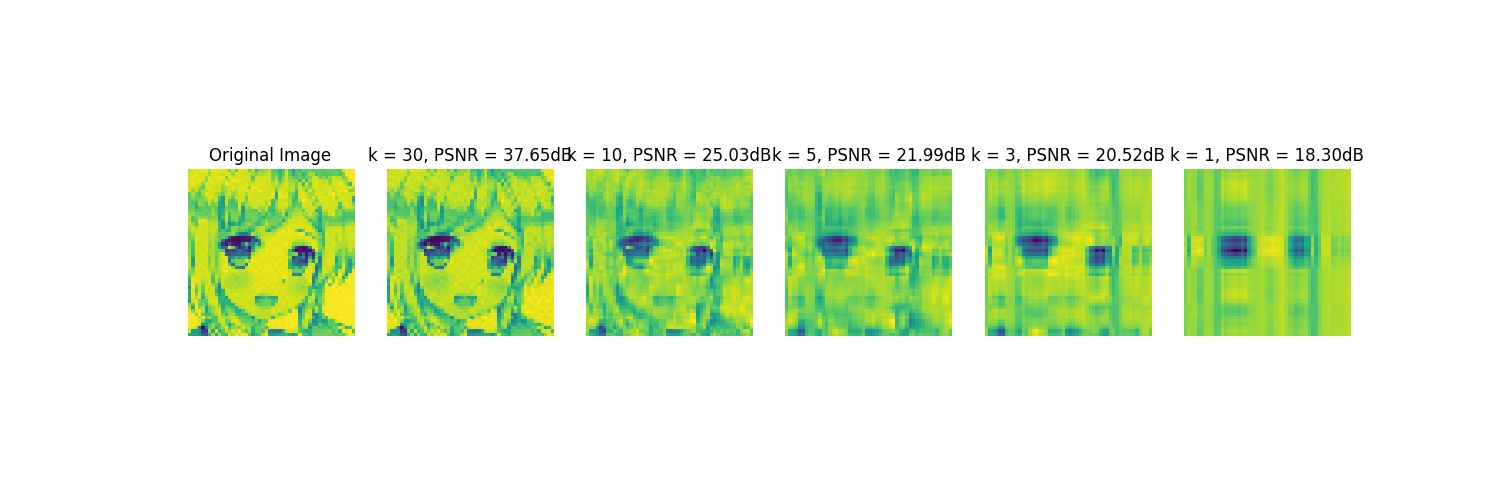 Original Image
k = 30, PSNR = 37.65dB
k = 10, PSNR = 25.03dB
k = 5, PSNR = 21.99dB
k = 3, PSNR = 20.52dB
k = 1, PSNR = 18.30dB